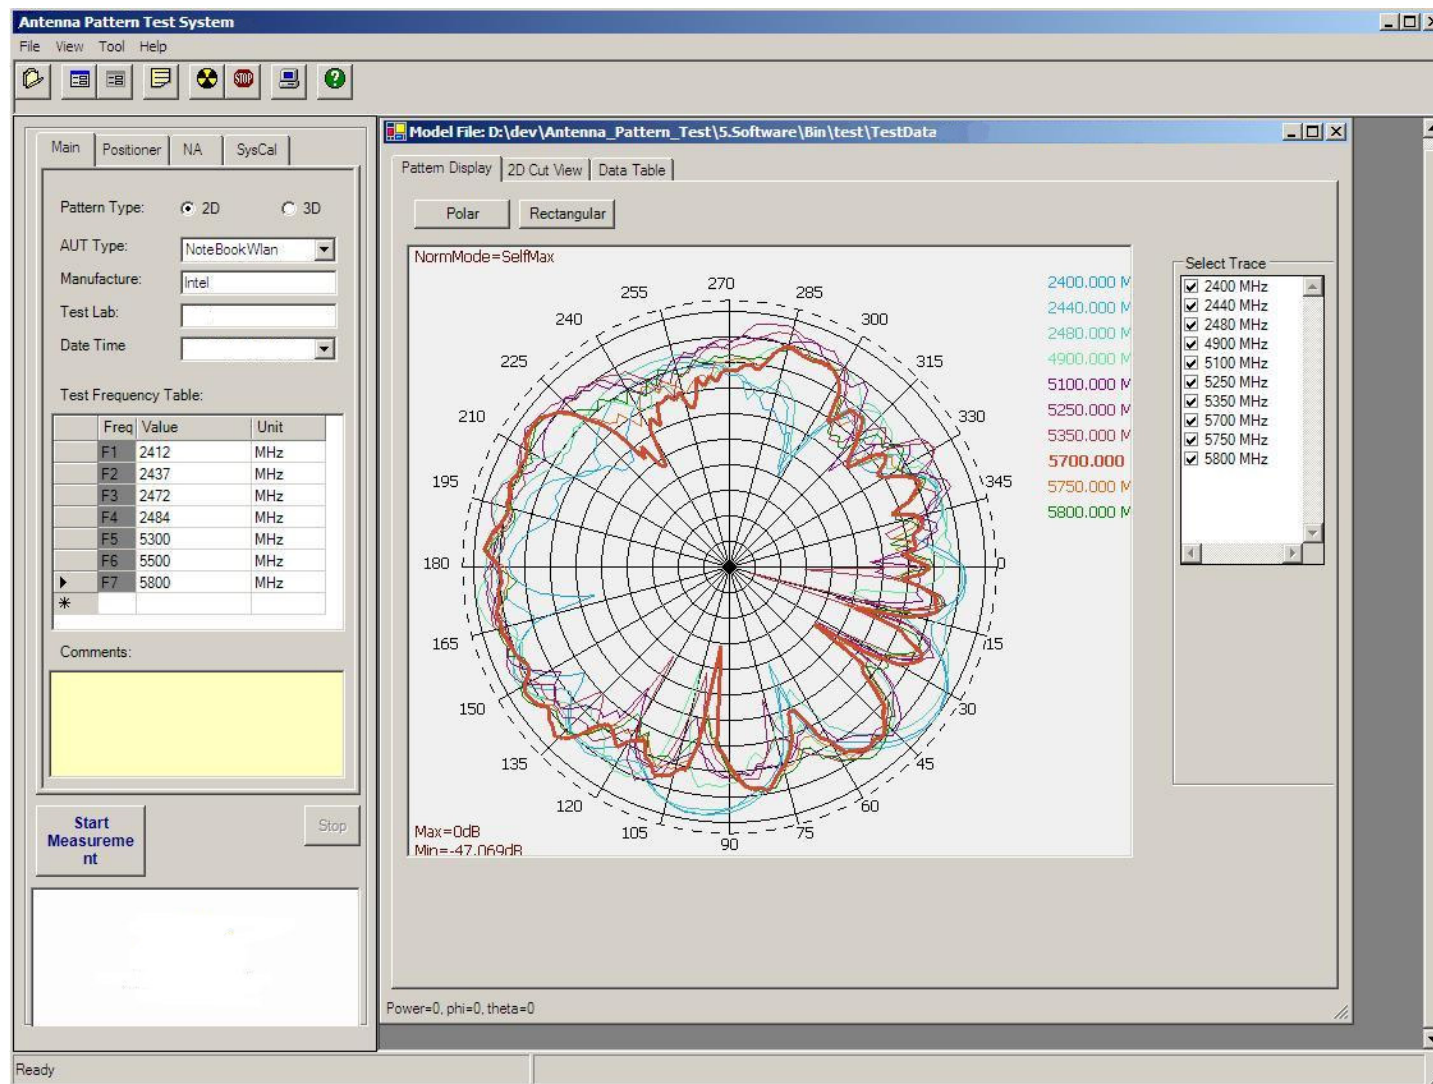 Antenna Pattern Test System
File View Tool Help
STOP
Main Positioner NA SysCal
Pattern Type: 2D 3D
AUT Type: NoteBookWlan
Manufacture: Intel
Test Lab:
Date Time
Test Frequency Table:
Freq Value Unit
F1 2412 MHz
F2 2437 MHz
F3 2472 MHz
F4 2484 MHz
F5 5300 MHz
F6 5500 MHz
F7 5800 MHz
Comments:
Start
Measureme
nt
Stop
Model File: D:\dev\Antenna_Pattern_Test\5.Software\Bin\test\TestData
Pattern Display 2D Cut View Data Table
Polar Rectangular
NormMode=SelfMax
270
255 285
240 300
225 315
210 330
195 345
180 0
165 15
150 30
135 45
120 60
105 75
90
2400.000 M
2440.000 M
2480.000 M
4900.000 M
5100.000 M
5250.000 M
5350.000 M
5700.000
5750.000 M
5800.000 M
Max=0dB
Min=-47.069dB
Select Trace
2400 MHz
2440 MHz
2480 MHz
4900 MHz
5100 MHz
5250 MHz
5350 MHz
5700 MHz
5750 MHz
5800 MHz
Power=0, phi=0, theta=0
Ready